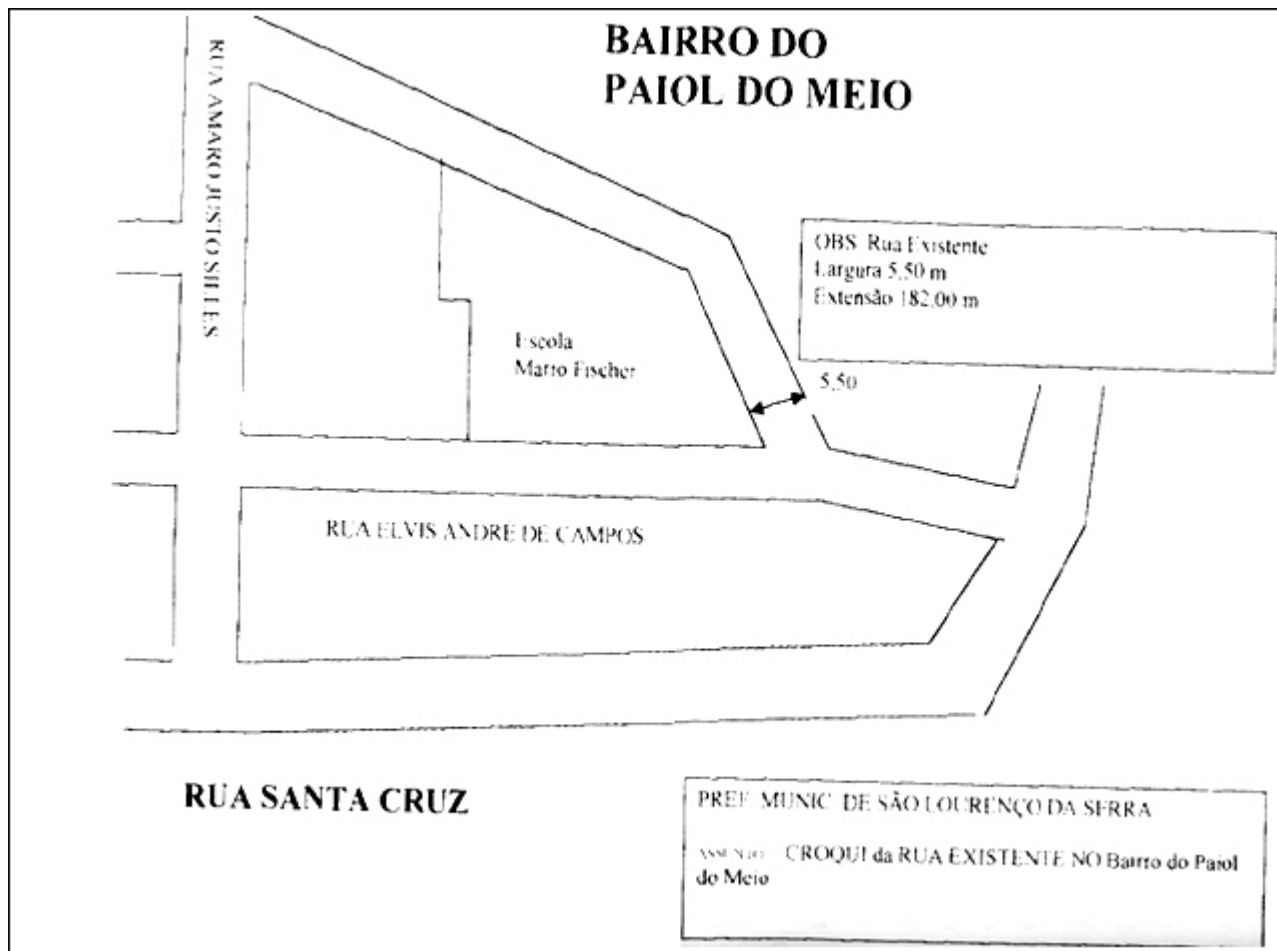 BAIRRO DO
PAIOL DO MEIO
RUA AMARO JUSTO SILLES
OBS Rua Existente
Largura 5,50 m
Extensão 182,00 m
Escola
Mario Fischer
5,50
RUA ELVIS ANDRÉ DE CAMPOS
RUA SANTA CRUZ
PREF MUNIC DE SÃO LOURENÇO DA SERRA
CROQUI da RUA EXISTENTE NO Bairro do Paiol
do Meio